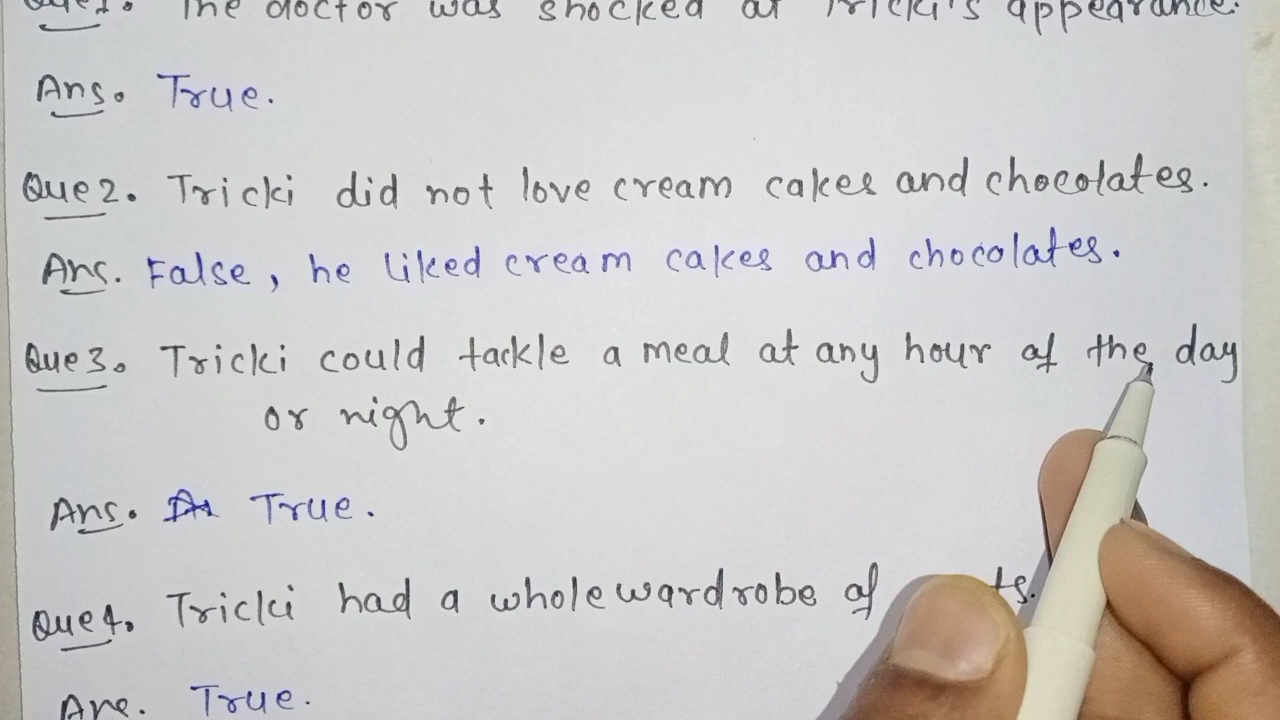 Que1. The doctor was shocked at Tricki's appearance.
Ans. True.
Que2. Tricki did not love cream cakes and chocolates.
Ans. False, he liked cream cakes and chocolates.
Que3. Tricki could tackle a meal at any hour of the day
or night.
Ans. True.
Que4. Tricki had a whole wardrobe of
Ans. True.